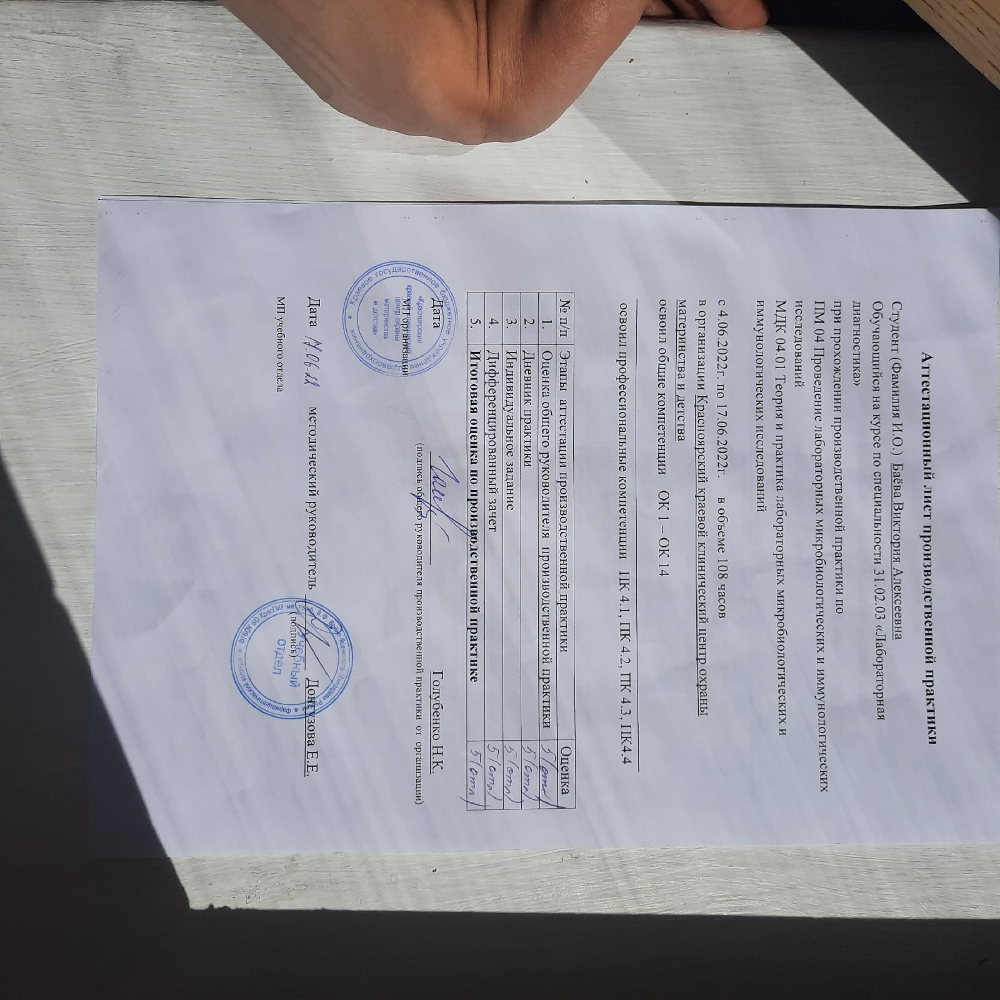 Аттестационный лист производственной практики
Студент (Фамилия И.О.) Баёва Виктория Алексеевна
Обучающийся на курсе по специальности 31.02.03 «Лабораторная
диагностика»
при прохождении производственной практики по
ПМ 04 Проведение лабораторных микробиологических и иммунологических
исследований
МДК 04.01 Теория и практика лабораторных микробиологических и
иммунологических исследований
с 4.06.2022г. по 17.06.2022г. в объеме 108 часов
в организации Красноярский краевой клинический центр охраны
материнства и детства
освоил общие компетенции ОК 1 – ОК 14
освоил профессиональные компетенции ПК 4.1, ПК 4.2, ПК 4.3, ПК4.4
№ п/п Этапы аттестации производственной практики Оценка
1. Оценка общего руководителя производственной практики 5(отл)
2. Дневник практики 5(отл)
3. Индивидуальное задание 5(отл)
4. Дифференцированный зачет 5(отл)
5. Итоговая оценка по производственной практике 5(отл)
Дата Голубенко Н.К.
(подпись общего руководителя производственной практики от организации)
МП организации
Краевое государственное бюджетное учреждение здравоохранения
«Красноярский
краевой клинический
центр охраны
материнства
и детства»
Дата 17.06.22 методический руководитель Донгузова Е.Е.
(подпись)
МП учебного отдела
УЧЕБНЫЙ
ОТДЕЛ
ФГБОУ ВО КрасГМУ им. проф. В.Ф. Войно-Ясенецкого Минздрава России
Фармацевтический колледж